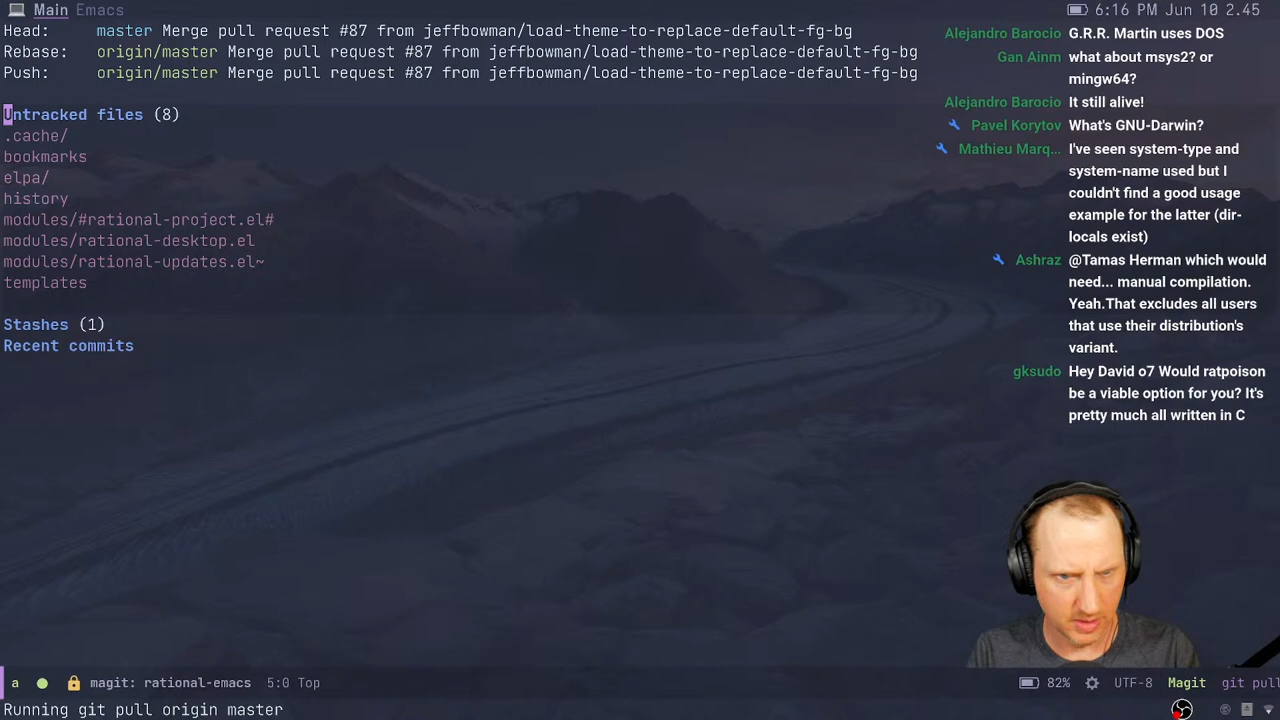 Main Emacs
6:16 PM Jun 10 2.45
Head: master Merge pull request #87 from jeffbowman/load-theme-to-replace-default-fg-bg
Rebase: origin/master Merge pull request #87 from jeffbowman/load-theme-to-replace-default-fg-bg
Push: origin/master Merge pull request #87 from jeffbowman/load-theme-to-replace-default-fg-bg
Untracked files (8)
.cache/
bookmarks
elpa/
history
modules/#rational-project.el#
modules/rational-desktop.el
modules/rational-updates.el~
templates
Stashes (1)
Recent commits
Alejandro Barocio G.R.R. Martin uses DOS
Gan Ainm what about msys2? or
mingw64?
Alejandro Barocio It still alive!
Pavel Korytov What's GNU-Darwin?
Mathieu Marq... I've seen system-type and
system-name used but I
couldn't find a good usage
example for the latter (dir-
locals exist)
Ashraz @Tamas Herman which would
need... manual compilation.
Yeah.That excludes all users
that use their distribution's
variant.
gksudo Hey David o7 Would ratpoison
be a viable option for you? It's
pretty much all written in C
a magit: rational-emacs 5:0 Top
82% UTF-8 Magit git pull
Running git pull origin master